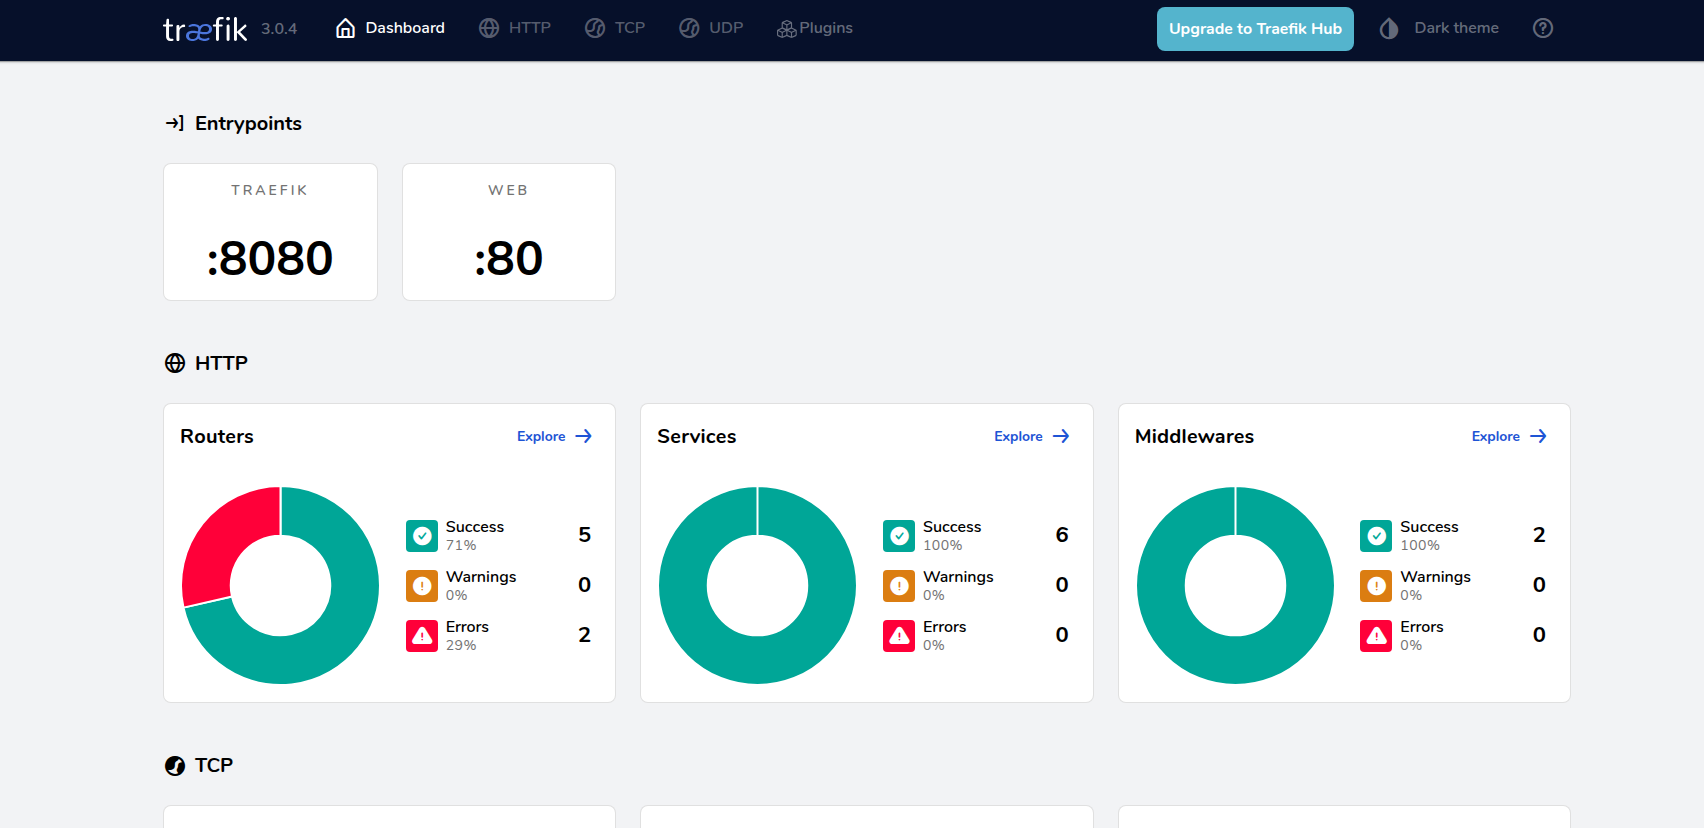 træfik 3.0.4 Dashboard HTTP TCP UDP Plugins Upgrade to Traefik Hub Dark theme
Entrypoints
TRAEFIK
:8080
WEB
:80
HTTP
Routers Explore
Success 5
71%
Warnings 0
0%
Errors 2
29%
Services Explore
Success 6
100%
Warnings 0
0%
Errors 0
0%
Middlewares Explore
Success 2
100%
Warnings 0
0%
Errors 0
0%
TCP